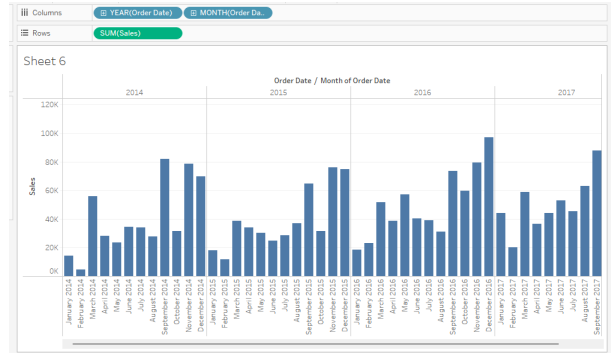 Columns
YEAR(Order Date)
MONTH(Order Da..
Rows
SUM(Sales)
Sheet 6
Order Date / Month of Order Date
2014
2015
2016
2017
120K
100K
80K
60K
40K
20K
0K
Sales
January 2014
February 2014
March 2014
April 2014
May 2014
June 2014
July 2014
August 2014
September 2014
October 2014
November 2014
December 2014
January 2015
February 2015
March 2015
April 2015
May 2015
June 2015
July 2015
August 2015
September 2015
October 2015
November 2015
December 2015
January 2016
February 2016
March 2016
April 2016
May 2016
June 2016
July 2016
August 2016
September 2016
October 2016
November 2016
December 2016
January 2017
February 2017
March 2017
April 2017
May 2017
June 2017
July 2017
August 2017
September 2017